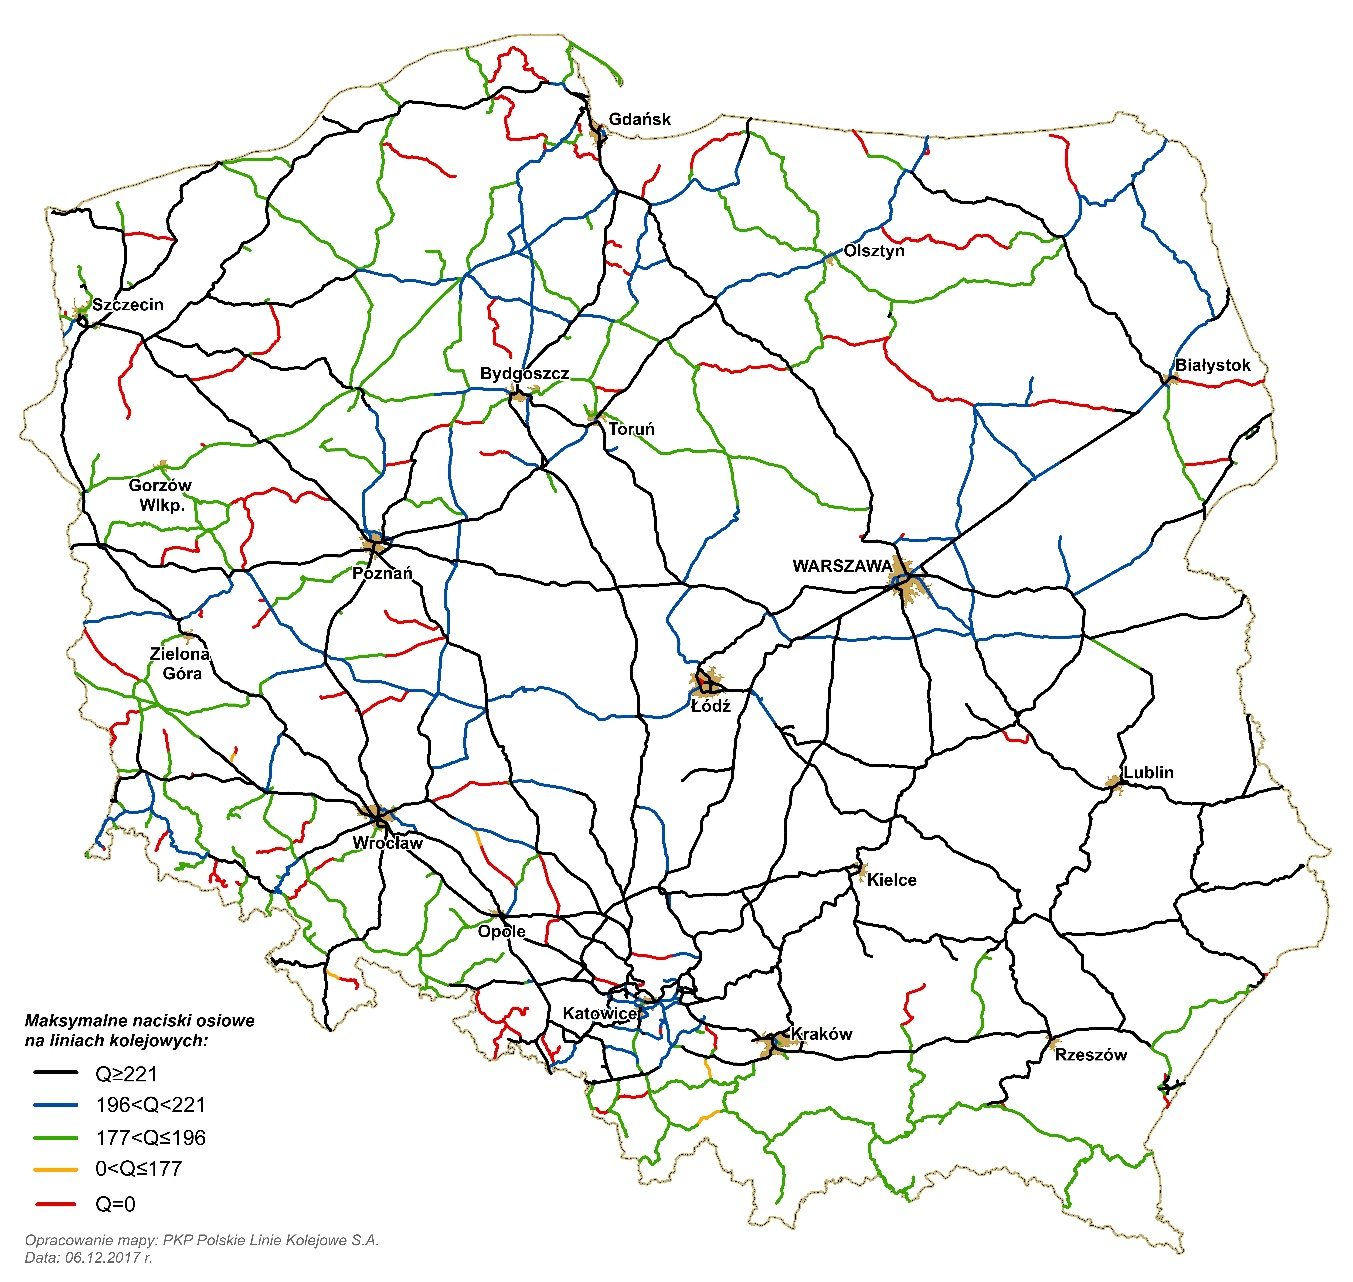 Gdańsk
Olsztyn
Szczecin
Białystok
Bydgoszcz
Toruń
Gorzów
Wlkp.
Poznań
WARSZAWA
Zielona
Góra
Łódź
Lublin
Wrocław
Kielce
Opole
Katowice
Kraków
Rzeszów
Maksymalne naciski osiowe
na liniach kolejowych:
Q≥221
196<Q<221
177<Q≤196
0<Q≤177
Q=0
Opracowanie mapy: PKP Polskie Linie Kolejowe S.A.
Data: 06.12.2017 r.